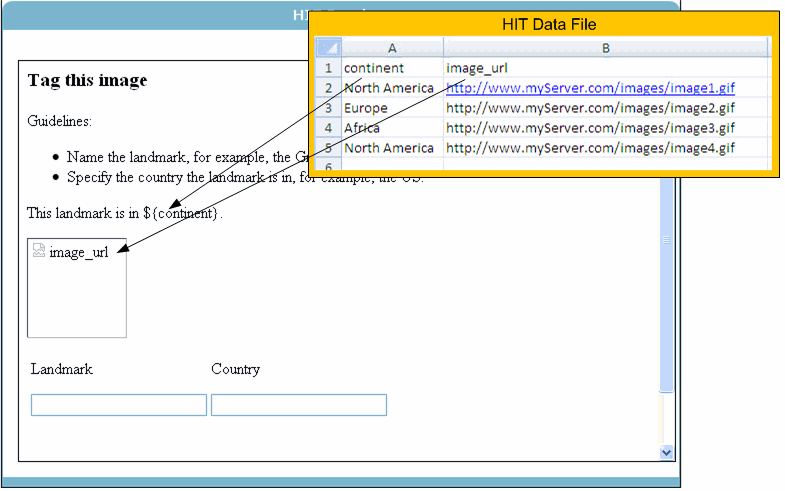 HI
HIT Data File
A B
1 continent image_url
2 North America http://www.myServer.com/images/image1.gif
3 Europe http://www.myServer.com/images/image2.gif
4 Africa http://www.myServer.com/images/image3.gif
5 North America http://www.myServer.com/images/image4.gif
6
Tag this image
Guidelines:
Name the landmark, for example, the G
Specify the country the landmark is in, for example, the US.
This landmark is in ${continent}.
image_url
Landmark Country